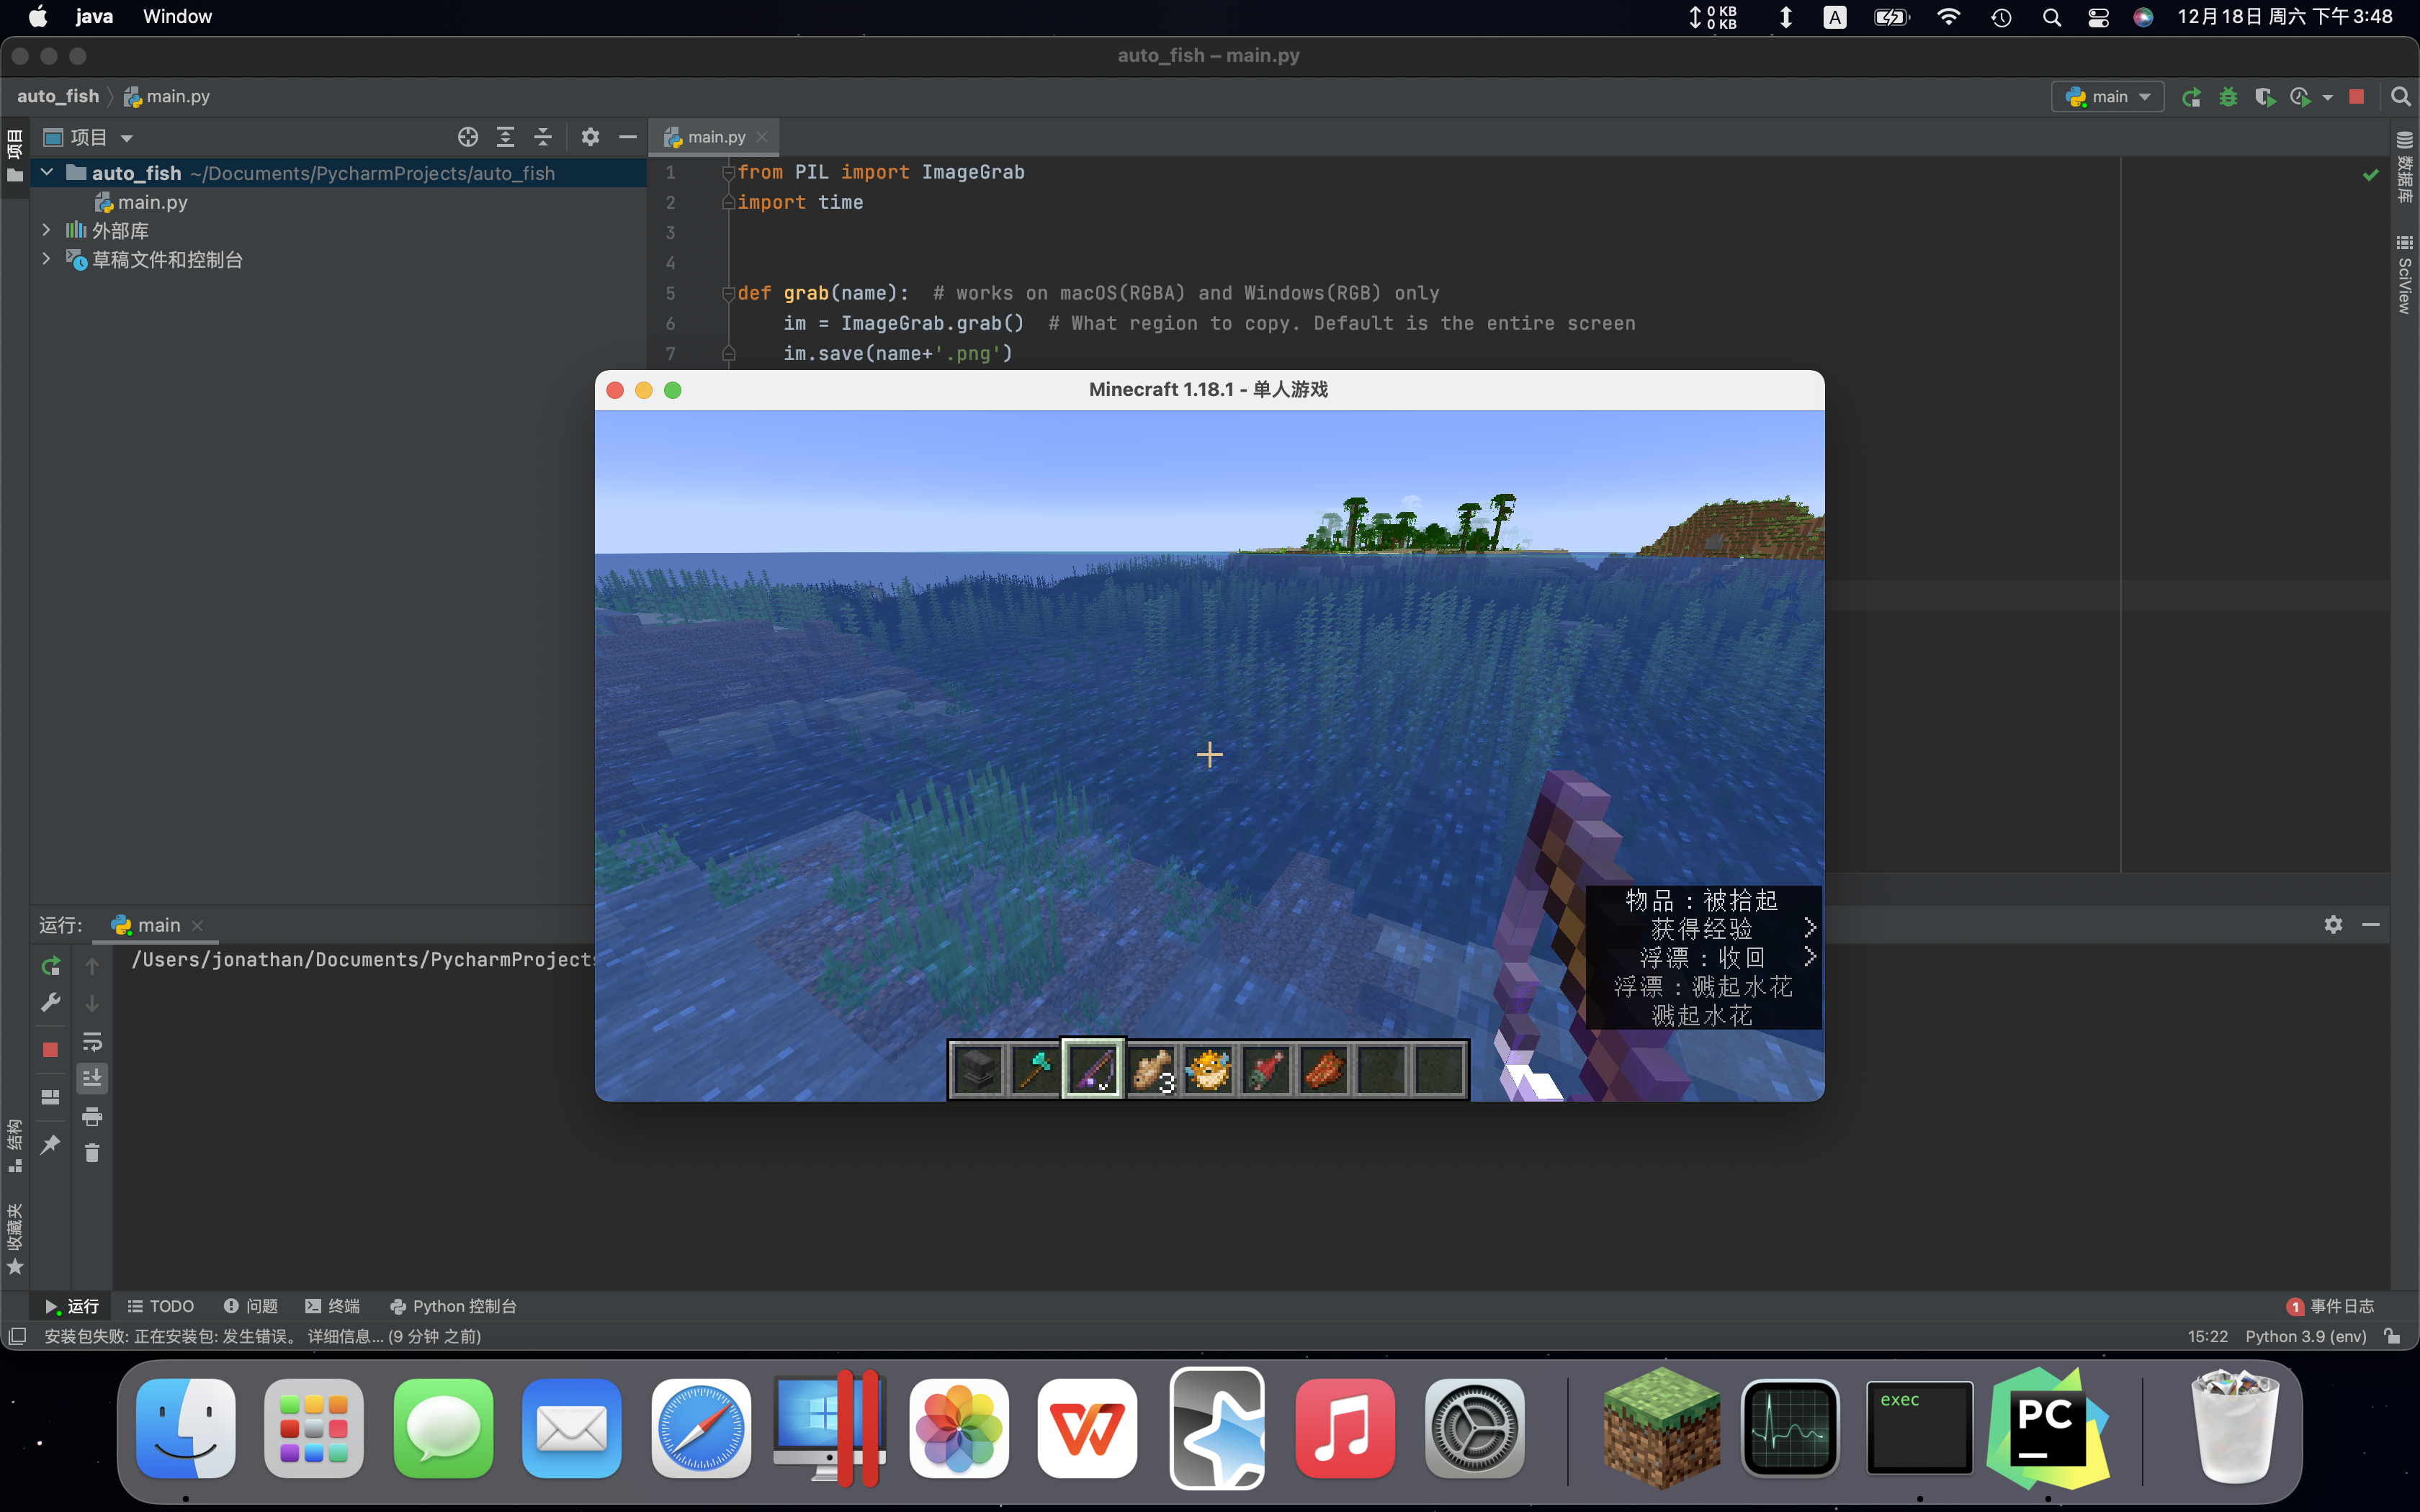 java Window 0 KB A 12月18日 周六 下午3:48
0 KB
auto_fish – main.py
auto_fish main.py main
项目 main.py
auto_fish ~/Documents/PycharmProjects/auto_fish
main.py
外部库
草稿文件和控制台
项目
1 from PIL import ImageGrab
2 import time
3
4
5 def grab(name):  # works on macOS(RGBA) and Windows(RGB) only
6 im = ImageGrab.grab()  # What region to copy. Default is the entire screen
7 im.save(name+'.png')
数据库
SciView
Minecraft 1.18.1 - 单人游戏
物品：被拾起
获得经验 >
浮漂：收回 >
浮漂：溅起水花
溅起水花
3
运行: main
/Users/jonathan/Documents/PycharmProjects
结构
收藏夹
运行 TODO 问题 终端 Python 控制台 1 事件日志
安装包失败: 正在安装包: 发生错误。 详细信息... (9 分钟 之前) 15:22 Python 3.9 (env)
exec
PC